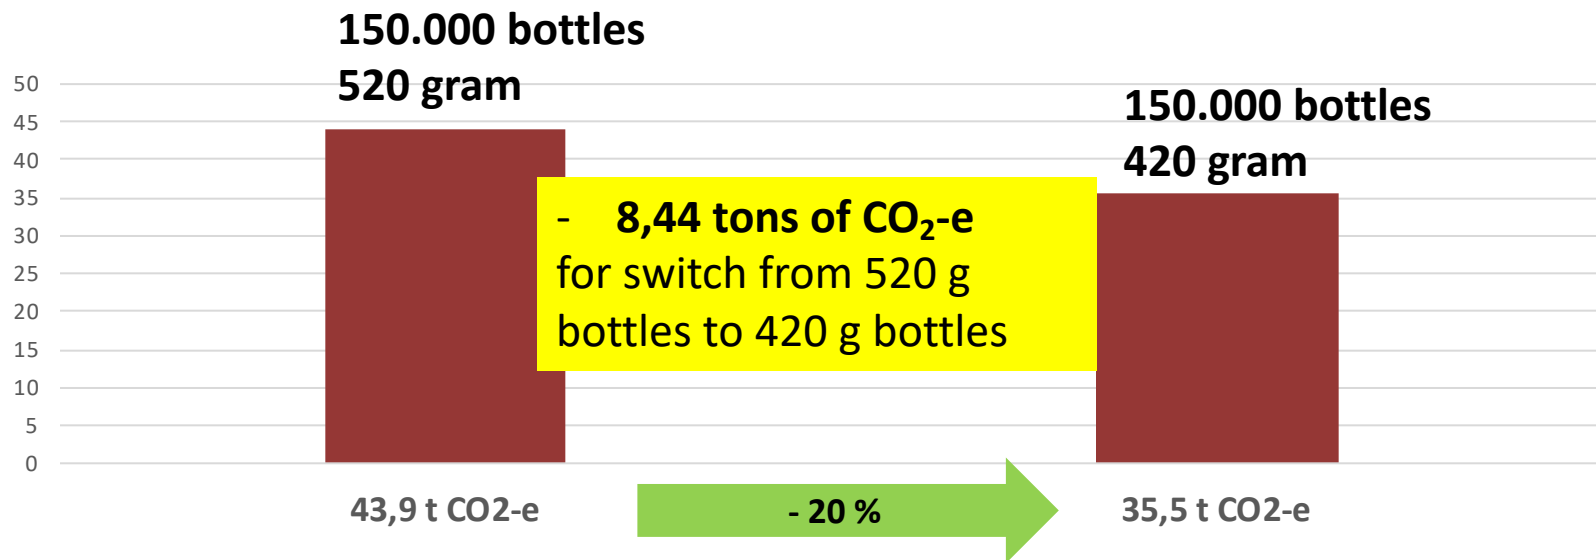 150.000 bottles
520 gram
150.000 bottles
420 gram
50
45
40
35
30
25
20
15
10
5
0
- 8,44 tons of CO₂-e
for switch from 520 g
bottles to 420 g bottles
43,9 t CO2-e
- 20 %
35,5 t CO2-e